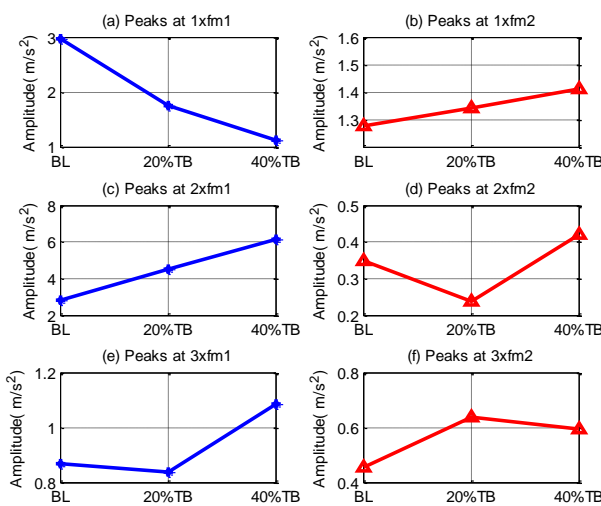 (a) Peaks at 1xfm1
Amplitude( m/s²)
3
2
1
BL 20%TB 40%TB
(b) Peaks at 1xfm2
Amplitude( m/s²)
1.6
1.5
1.4
1.3
BL 20%TB 40%TB
(c) Peaks at 2xfm1
Amplitude( m/s²)
8
6
4
2
BL 20%TB 40%TB
(d) Peaks at 2xfm2
Amplitude( m/s²)
0.5
0.4
0.3
0.2
BL 20%TB 40%TB
(e) Peaks at 3xfm1
Amplitude( m/s²)
1.2
1
0.8
BL 20%TB 40%TB
(f) Peaks at 3xfm2
Amplitude( m/s²)
0.8
0.6
0.4
BL 20%TB 40%TB